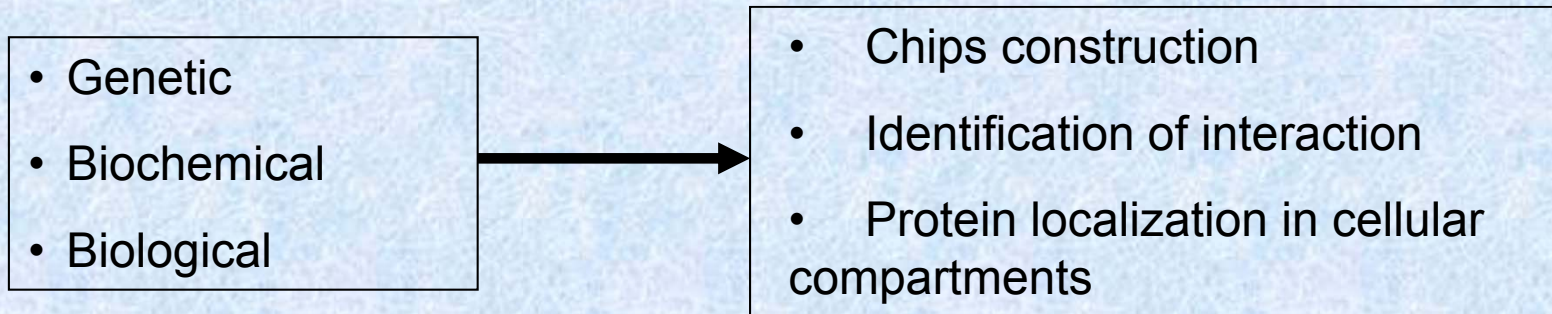 • Genetic
• Biochemical
• Biological
• Chips construction
• Identification of interaction
• Protein localization in cellular
compartments